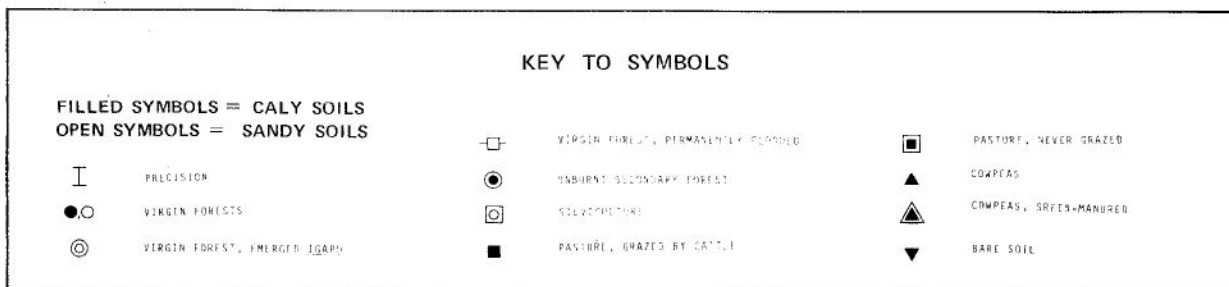 KEY TO SYMBOLS
FILLED SYMBOLS = CALY SOILS
OPEN SYMBOLS = SANDY SOILS
PRECISION
VIRGIN FORESTS
VIRGIN FOREST, EMERGED IGAPO
VIRGIN FOREST, PERMANENTLY FLOODED
UNBURNT SECONDARY FOREST
SILVICULTURE
PASTURE, GRAZED BY CATTLE
PASTURE, NEVER GRAZED
COWPEAS
COWPEAS, GREEN-MANURED
BARE SOIL